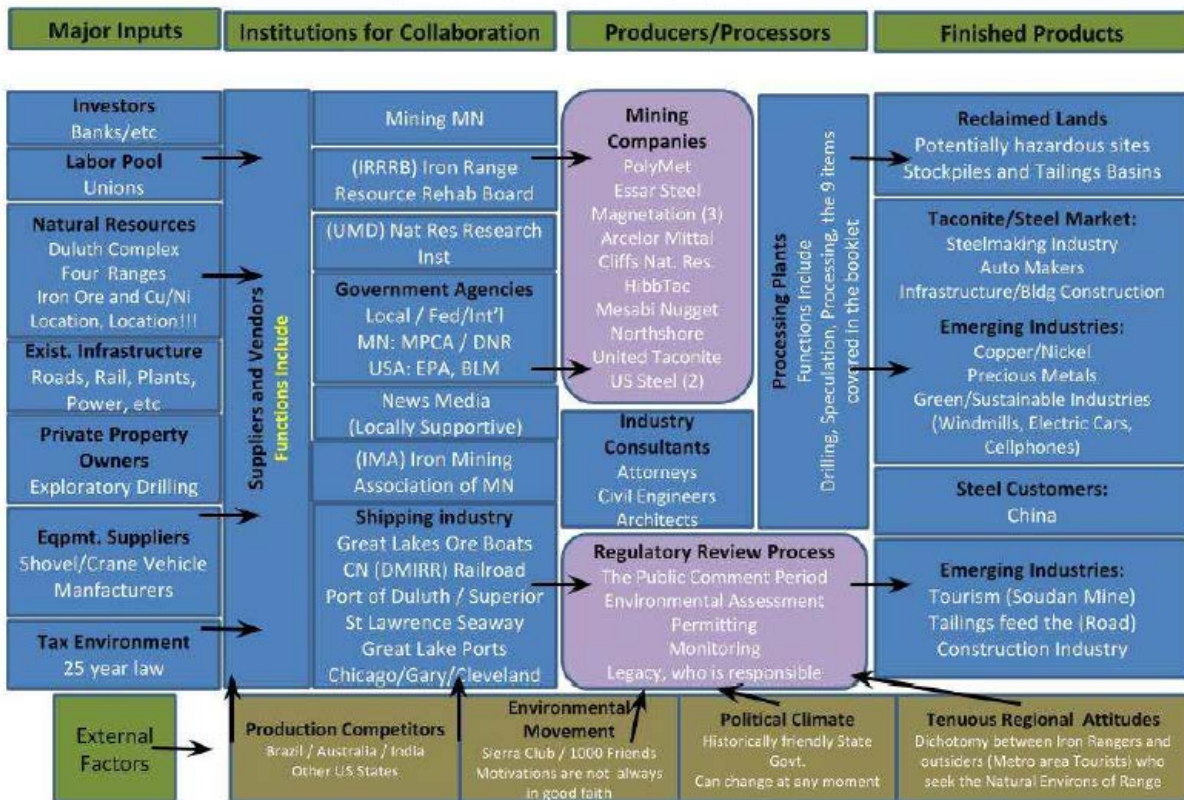 Major Inputs
Institutions for Collaboration
Producers/Processors
Finished Products
Investors
Banks/etc
Labor Pool
Unions
Natural Resources
Duluth Complex
Four Ranges
Iron Ore and Cu/Ni
Location, Location!!!
Exist. Infrastructure
Roads, Rail, Plants,
Power, etc
Private Property
Owners
Exploratory Drilling
Eqpmt. Suppliers
Shovel/Crane Vehicle
Manfacturers
Tax Environment
25 year law
Suppliers and Vendors
Functions Include
Mining MN
(IRRRB) Iron Range
Resource Rehab Board
(UMD) Nat Res Research
Inst
Government Agencies
Local / Fed/Int'l
MN: MPCA / DNR
USA: EPA, BLM
News Media
(Locally Supportive)
(IMA) Iron Mining
Association of MN
Shipping industry
Great Lakes Ore Boats
CN (DMIRR) Railroad
Port of Duluth / Superior
St Lawrence Seaway
Great Lake Ports
Chicago/Gary/Cleveland
Mining
Companies
PolyMet
Essar Steel
Magnetation (3)
Arcelor Mittal
Cliffs Nat. Res.
HibbTac
Mesabi Nugget
Northshore
United Taconite
US Steel (2)
Industry
Consultants
Attorneys
Civil Engineers
Architects
Regulatory Review Process
The Public Comment Period
Environmental Assessment
Permitting
Monitoring
Legacy, who is responsible
Processing Plants
Functions Include
Drilling, Speculation, Processing, the 9 items
covered in the booklet
Reclaimed Lands
Potentially hazardous sites
Stockpiles and Tailings Basins
Taconite/Steel Market:
Steelmaking Industry
Auto Makers
Infrastructure/Bldg Construction
Emerging Industries:
Copper/Nickel
Precious Metals
Green/Sustainable Industries
(Windmills, Electric Cars,
Cellphones)
Steel Customers:
China
Emerging Industries:
Tourism (Soudan Mine)
Tailings feed the (Road)
Construction Industry
External
Factors
Production Competitors
Brazil / Australia / India
Other US States
Environmental
Movement
Sierra Club / 1000 Friends
Motivations are not always
in good faith
Political Climate
Historically friendly State
Govt.
Can change at any moment
Tenuous Regional Attitudes
Dichotomy between Iron Rangers and
outsiders (Metro area Tourists) who
seek the Natural Environs of Range